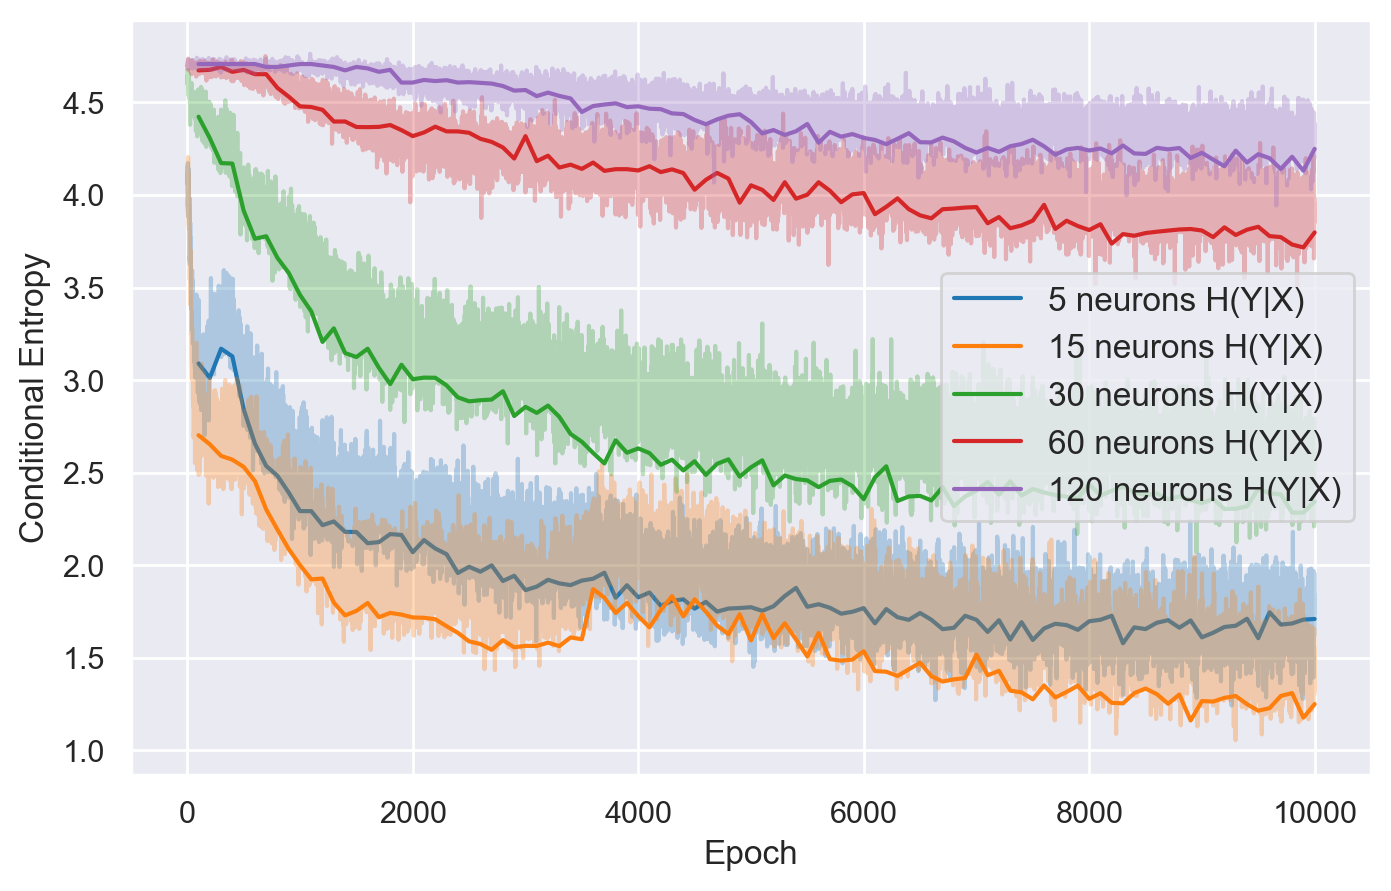 4.5
4.0
3.5
3.0
2.5
2.0
1.5
1.0
Conditional Entropy
0
2000
4000
6000
8000
10000
Epoch
5 neurons H(Y|X)
15 neurons H(Y|X)
30 neurons H(Y|X)
60 neurons H(Y|X)
120 neurons H(Y|X)